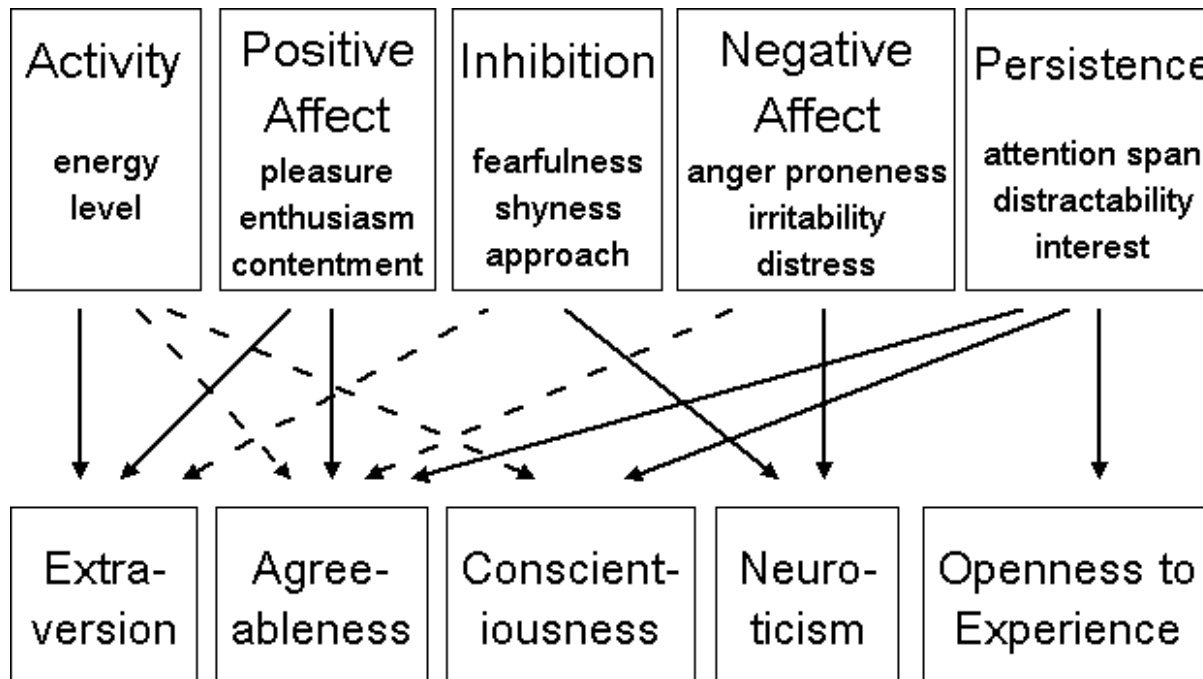 Activity
energy
level
Positive
Affect
pleasure
enthusiasm
contentment
Inhibition
fearfulness
shyness
approach
Negative
Affect
anger proneness
irritability
distress
Persistence
attention span
distractability
interest
Extra-
version
Agree-
ableness
Conscient-
iousness
Neuro-
ticism
Openness to
Experience